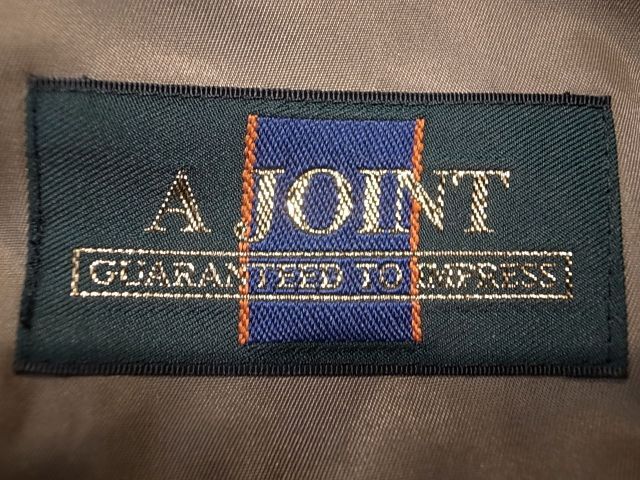 A JOINT
GUARANTEED TO IMPRESS